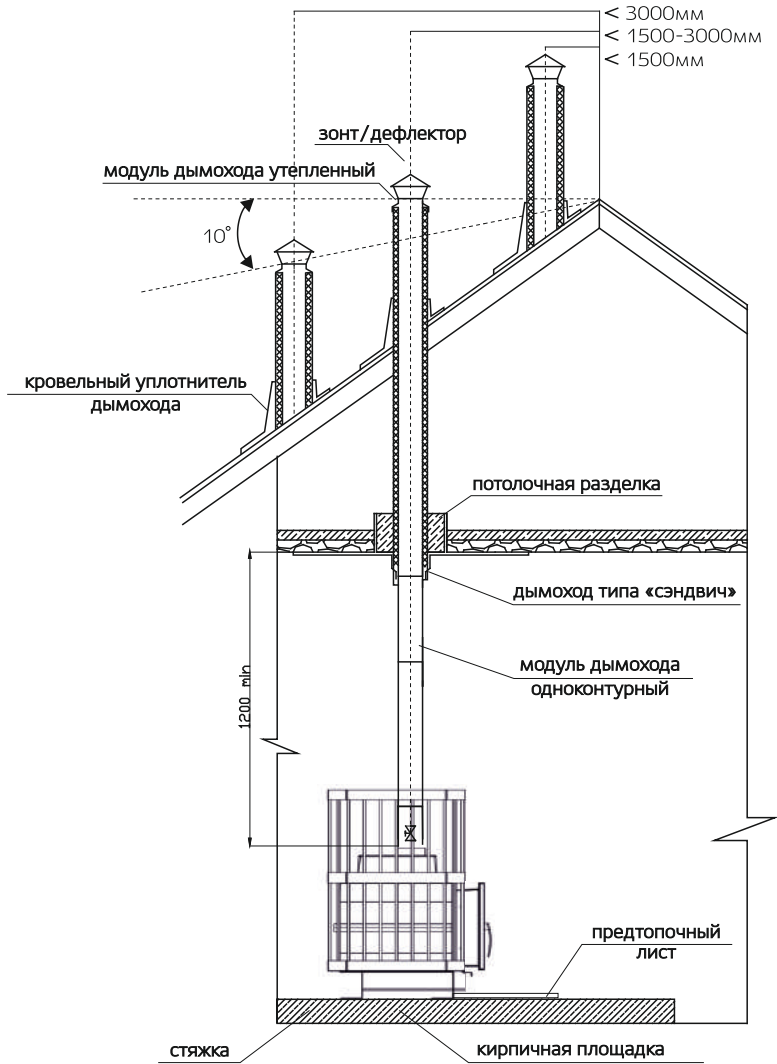 < 3000мм
< 1500-3000мм
< 1500мм
зонт/дефлектор
модуль дымохода утепленный
10°
кровельный уплотнитель
дымохода
потолочная разделка
дымоход типа «сэндвич»
модуль дымохода
одноконтурный
1200 min
предтопочный
лист
стяжка
кирпичная площадка